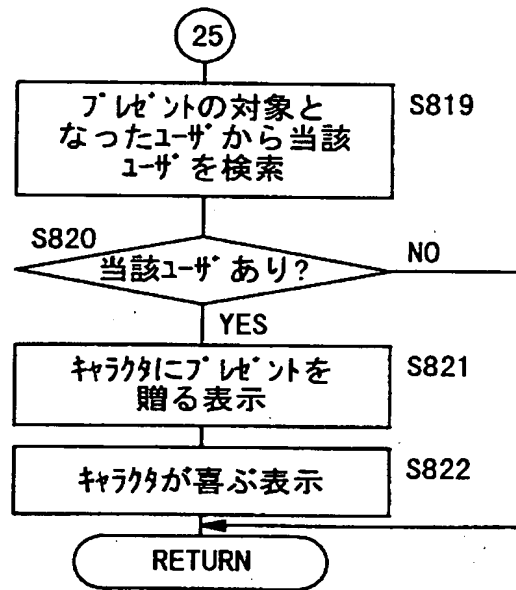 25
プレゼントの対象と
S819
なったユーザから当該
ユーザを検索
S820
当該ユーザあり?
NO
YES
キャラクタにプレゼントを
S821
贈る表示
キャラクタが喜ぶ表示
S822
RETURN